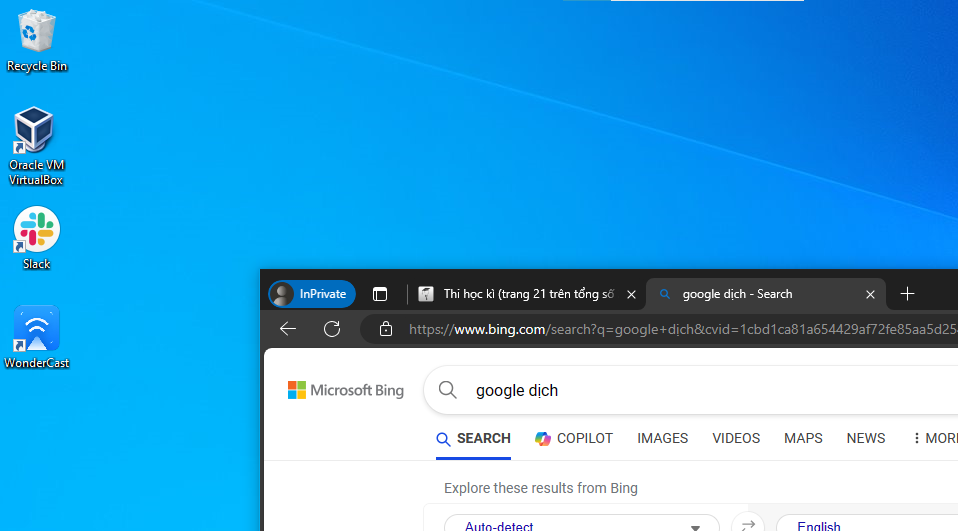 Recycle Bin
Oracle VM
VirtualBox
Slack
WonderCast
InPrivate
Thi học kì (trang 21 trên tổng số
google dịch - Search
https://www.bing.com/search?q=google+dịch&cvid=1cbd1ca81a654429af72fe85aa5d25
Microsoft Bing
google dịch
SEARCH
COPILOT
IMAGES
VIDEOS
MAPS
NEWS
MOR
Explore these results from Bing
Auto-detect
English